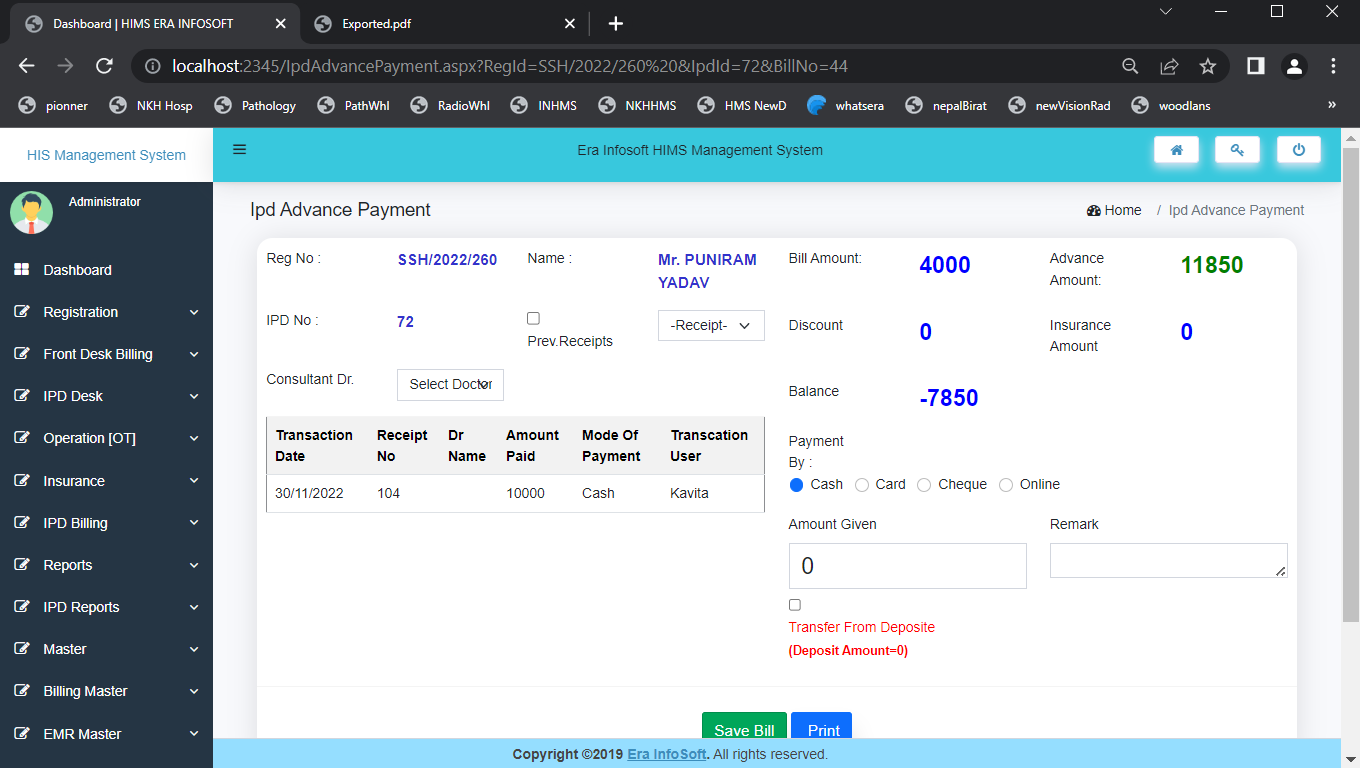 Dashboard | HIMS ERA INFOSOFT
Exported.pdf
localhost:2345/IpdAdvancePayment.aspx?RegId=SSH/2022/260%20&IpdId=72&BillNo=44
pionner NKH Hosp Pathology PathWhl RadioWhl INHMS NKHHMS HMS NewD whatsera nepalBirat newVisionRad woodlans »
HIS Management System
Era Infosoft HIMS Management System
Administrator
Dashboard
Registration
Front Desk Billing
IPD Desk
Operation [OT]
Insurance
IPD Billing
Reports
IPD Reports
Master
Billing Master
EMR Master
Ipd Advance Payment
Home / Ipd Advance Payment
Reg No : SSH/2022/260 Name : Mr. PUNIRAM
YADAV
IPD No : 72
Prev.Receipts
-Receipt-
Consultant Dr. Select Doctor
Transaction Date Receipt No Dr Name Amount Paid Mode Of Payment Transcation User
30/11/2022 104 10000 Cash Kavita
Bill Amount: 4000 Advance
Amount: 11850
Discount 0 Insurance
Amount 0
Balance -7850
Payment
By :
Cash Card Cheque Online
Amount Given Remark
0
Transfer From Deposite
(Deposit Amount=0)
Save Bill Print
Copyright ©2019 Era InfoSoft. All rights reserved.